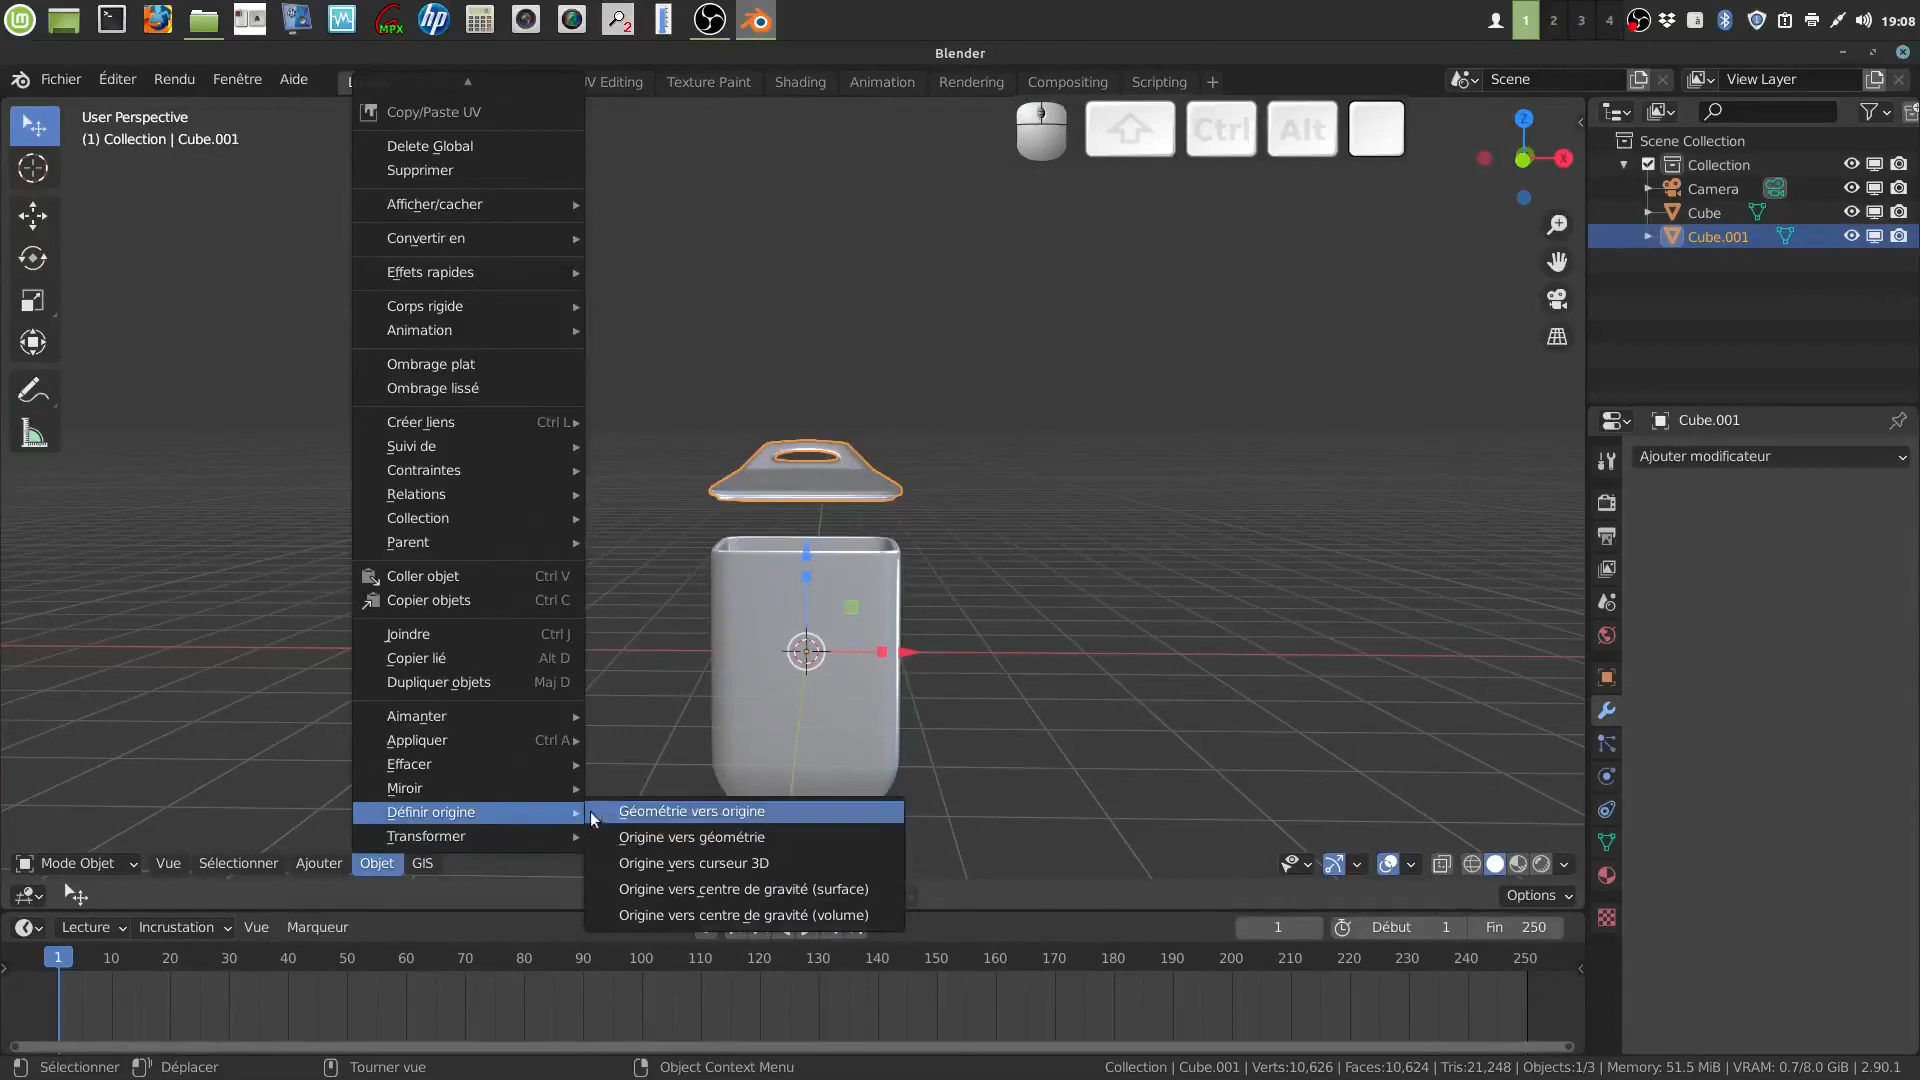 MPX
2
1
2
3
4
à
19:08
Blender
Fichier
Éditer
Rendu
Fenêtre
Aide
UV Editing
Texture Paint
Shading
Animation
Rendering
Compositing
Scripting
+
Scene
View Layer
User Perspective
(1) Collection | Cube.001
Copy/Paste UV
Delete Global
Supprimer
Afficher/cacher
Convertir en
Effets rapides
Corps rigide
Animation
Ombrage plat
Ombrage lissé
Créer liens Ctrl L
Suivi de
Contraintes
Relations
Collection
Parent
Coller objet Ctrl V
Copier objets Ctrl C
Joindre Ctrl J
Copier lié Alt D
Dupliquer objets Maj D
Aimanter
Appliquer Ctrl A
Effacer
Miroir
Définir origine
Transformer
Géométrie vers origine
Origine vers géométrie
Origine vers curseur 3D
Origine vers centre de gravité (surface)
Origine vers centre de gravité (volume)
Ctrl
Alt
Z
X
Scene Collection
Collection
Camera
Cube
Cube.001
Cube.001
Ajouter modificateur
Mode Objet
Vue
Sélectionner
Ajouter
Objet
GIS
Options
Lecture
Incrustation
Vue
Marqueur
1
Début 1
Fin 250
1 10 20 30 40 50 60 70 80 90 100 110 120 130 140 150 160 170 180 190 200 210 220 230 240 250
Sélectionner
Déplacer
Tourner vue
Object Context Menu
Collection | Cube.001 | Verts:10,626 | Faces:10,624 | Tris:21,248 | Objects:1/3 | Memory: 51.5 MiB | VRAM: 0.7/8.0 GiB | 2.90.1